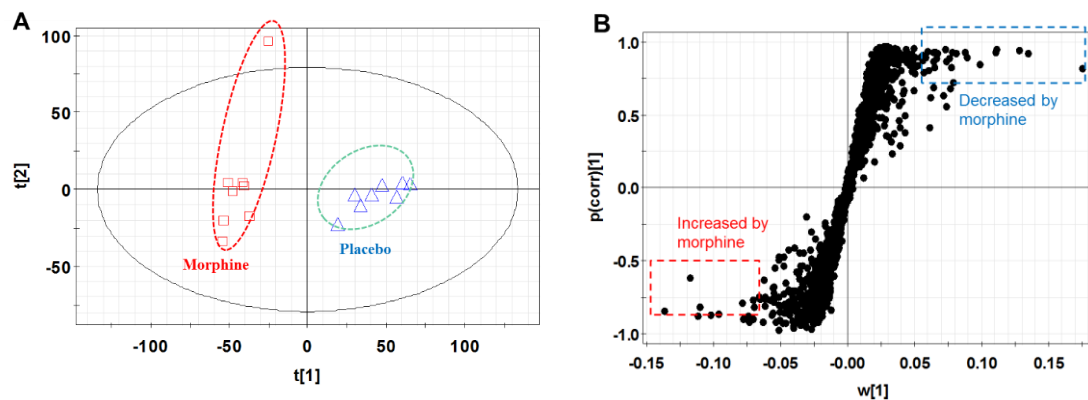 A
100
50
0
-50
t[2]
Morphine
Placebo
-100
-50
0
50
100
t[1]
B
1.0
0.5
0.0
-0.5
-1.0
p(corr)[1]
Decreased by
morphine
Increased by
morphine
-0.15
-0.10
-0.05
-0.00
0.05
0.10
0.15
w[1]